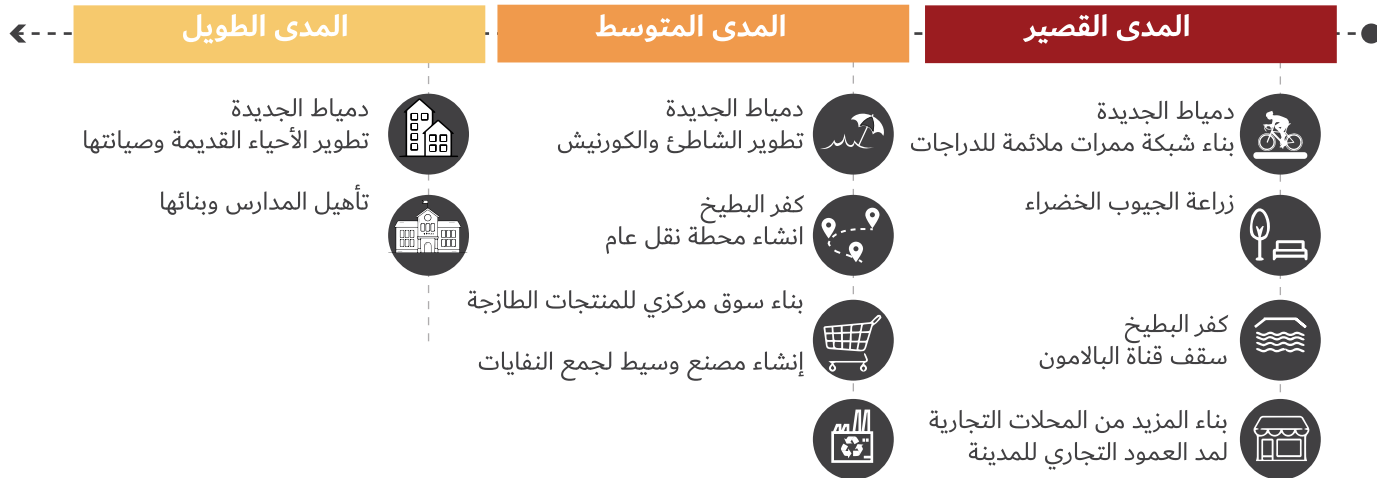 المدى القصير
دمياط الجديدة
بناء شبكة ممرات ملائمة للدراجات
زراعة الجيوب الخضراء
كفر البطيخ
سقف قناة البالامون
بناء المزيد من المحلات التجارية
لمد العمود التجاري للمدينة
المدى المتوسط
دمياط الجديدة
تطوير الشاطئ والكورنيش
كفر البطيخ
انشاء محطة نقل عام
بناء سوق مركزي للمنتجات الطازجة
إنشاء مصنع وسيط لجمع النفايات
المدى الطويل
دمياط الجديدة
تطوير الأحياء القديمة وصيانتها
تأهيل المدارس وبنائها